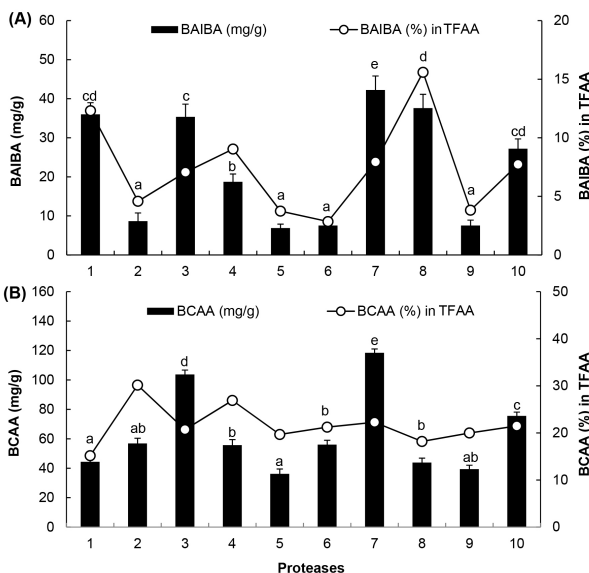 (A)
BAIBA (mg/g) BAIBA (%) in TFAA
60 50 40 30 20 10 0
BAIBA (mg/g)
20 15 10 5 0
BAIBA (%) in TFAA
cd a c b a a e d a cd
1 2 3 4 5 6 7 8 9 10
(B)
BCAA (mg/g) BCAA (%) in TFAA
160 140 120 100 80 60 40 20 0
BCAA (mg/g)
50 40 30 20 10 0
BCAA (%) in TFAA
a ab d b a b e b ab c
1 2 3 4 5 6 7 8 9 10
Proteases